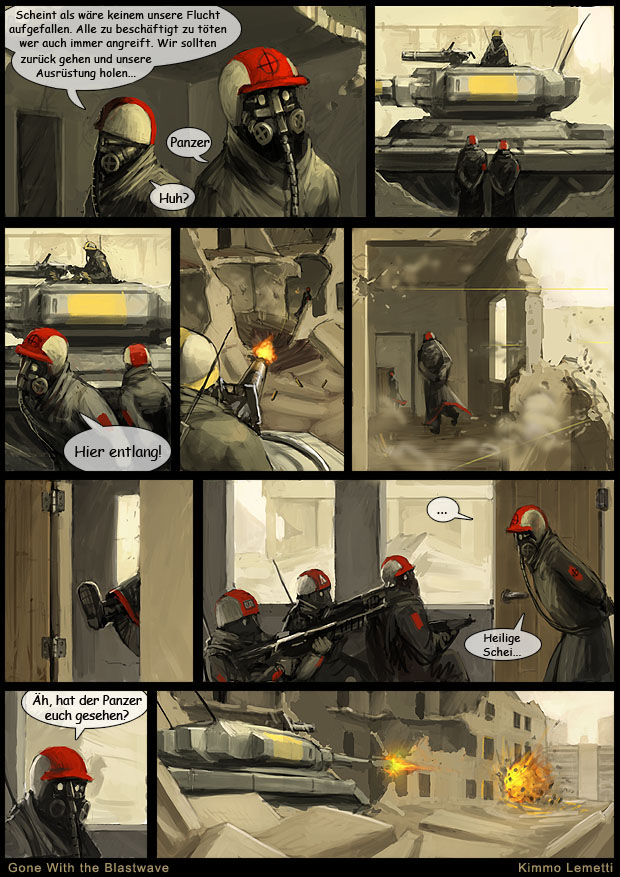 Scheint als wäre keinem unsere Flucht
aufgefallen. Alle zu beschäftigt zu töten
wer auch immer angreift. Wir sollten
zurück gehen und unsere
Ausrüstung holen...
Panzer
Huh?
Hier entlang!
...
Heilige
Schei...
Äh, hat der Panzer
euch gesehen?
Gone With the Blastwave
Kimmo Lemetti